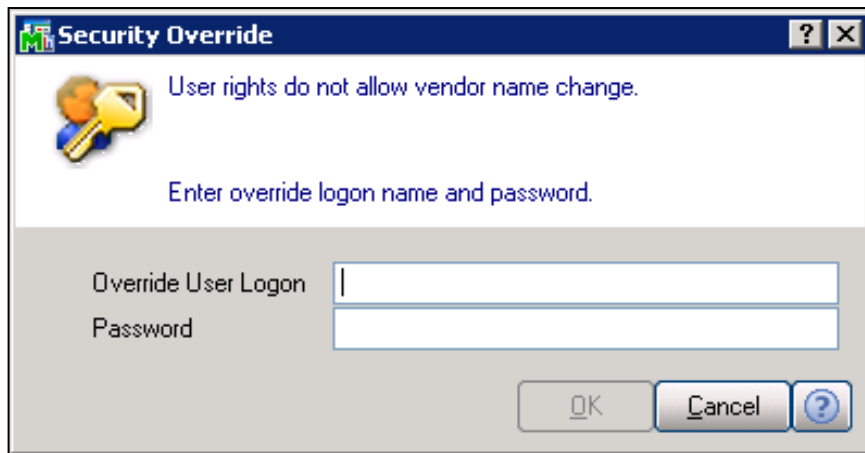 Security Override
User rights do not allow vendor name change.
Enter override logon name and password.
Override User Logon
Password
OK Cancel